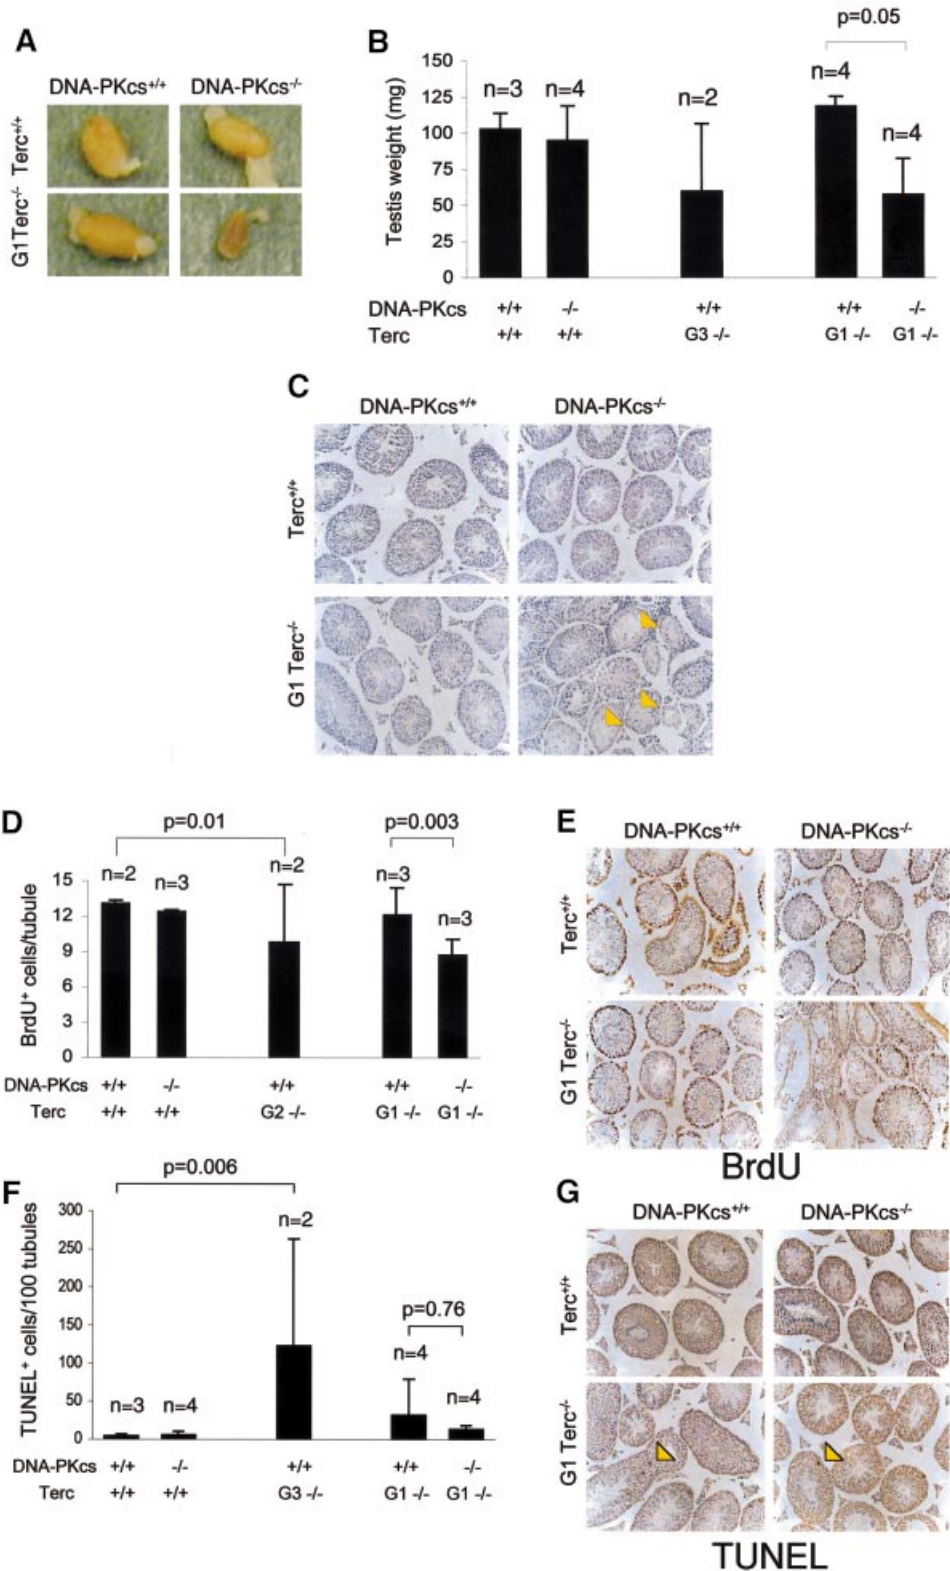 A
DNA-PKcs+/+ DNA-PKcs-/-
Terc+/+
G1Terc-/-
B
p=0.05
Testis weight (mg)
150
125
100
75
50
25
0
n=3 n=4 n=2 n=4 n=4
DNA-PKcs +/+ -/- +/+ +/+ -/-
Terc +/+ +/+ G3 -/- G1 -/- G1 -/-
C
DNA-PKcs+/+ DNA-PKcs-/-
Terc+/+
G1 Terc-/-
D
p=0.01 p=0.003
BrdU+ cells/tubule
15
12
9
6
3
0
n=2 n=3 n=2 n=3 n=3
DNA-PKcs +/+ -/- +/+ +/+ -/-
Terc +/+ +/+ G2 -/- G1 -/- G1 -/-
E
DNA-PKcs+/+ DNA-PKcs-/-
Terc+/+
G1 Terc-/-
BrdU
F
p=0.006
TUNEL+ cells/100 tubules
300
250
200
150
100
50
0
n=3 n=4 n=2 n=4 n=4
p=0.76
DNA-PKcs +/+ -/- +/+ +/+ -/-
Terc +/+ +/+ G3 -/- G1 -/- G1 -/-
G
DNA-PKcs+/+ DNA-PKcs-/-
Terc+/+
G1 Terc-/-
TUNEL